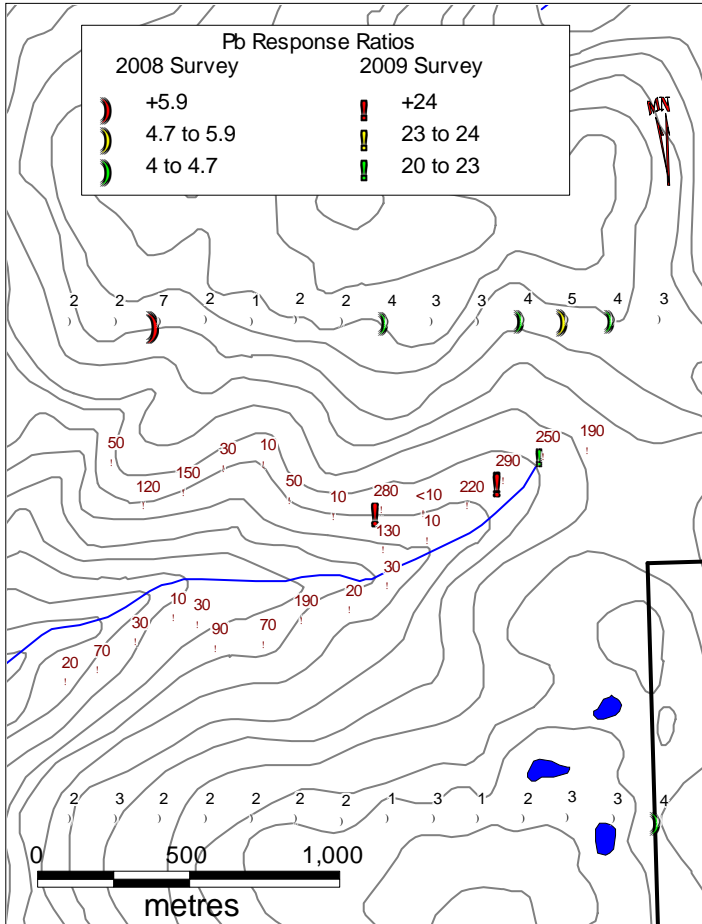 Pb Response Ratios
2008 Survey 2009 Survey
+5.9 +24
4.7 to 5.9 23 to 24
4 to 4.7 20 to 23
MN
2 2 7 2 1 2 2 4 3 3 4 5 4 3
50 30 10 290 250 190
120 150 50 10 280 <10 220
130 10
30
10 30 190 20
30 90 70
20 70
2 3 2 2 2 2 2 1 3 1 2 3 3 4
0 500 1,000
metres